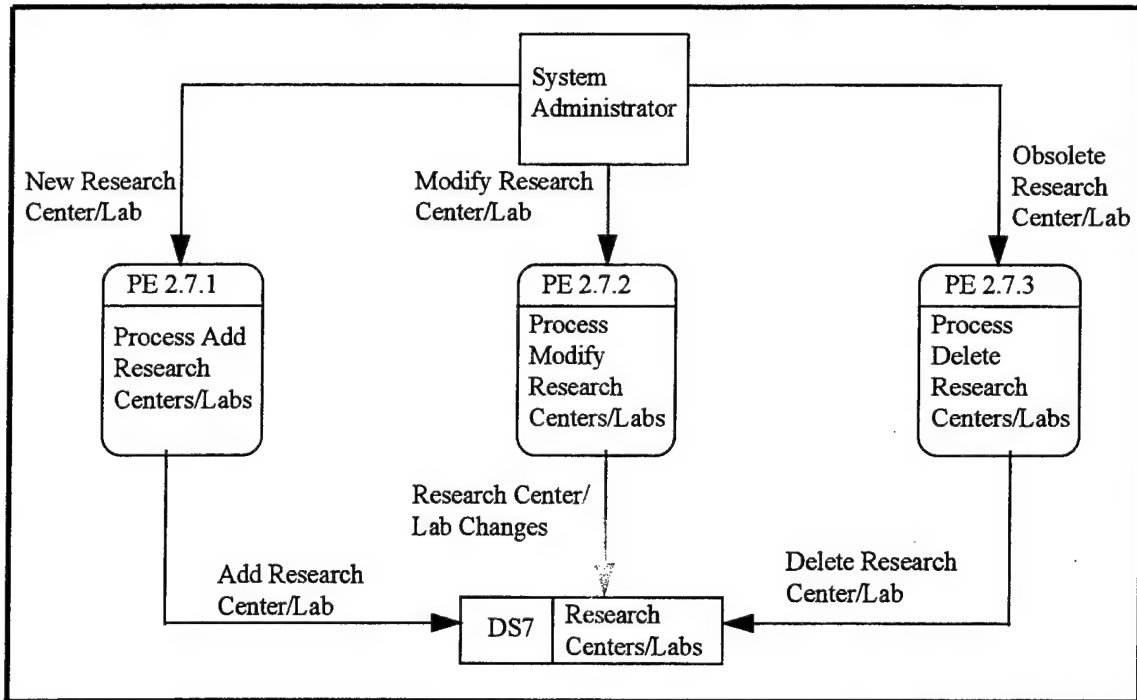 System
Administrator
New Research
Center/Lab
Modify Research
Center/Lab
Obsolete
Research
Center/Lab
PE 2.7.1
Process Add
Research
Centers/Labs
PE 2.7.2
Process
Modify
Research
Centers/Labs
PE 2.7.3
Process
Delete
Research
Centers/Labs
Research Center/
Lab Changes
Add Research
Center/Lab
Delete Research
Center/Lab
DS7
Research
Centers/Labs